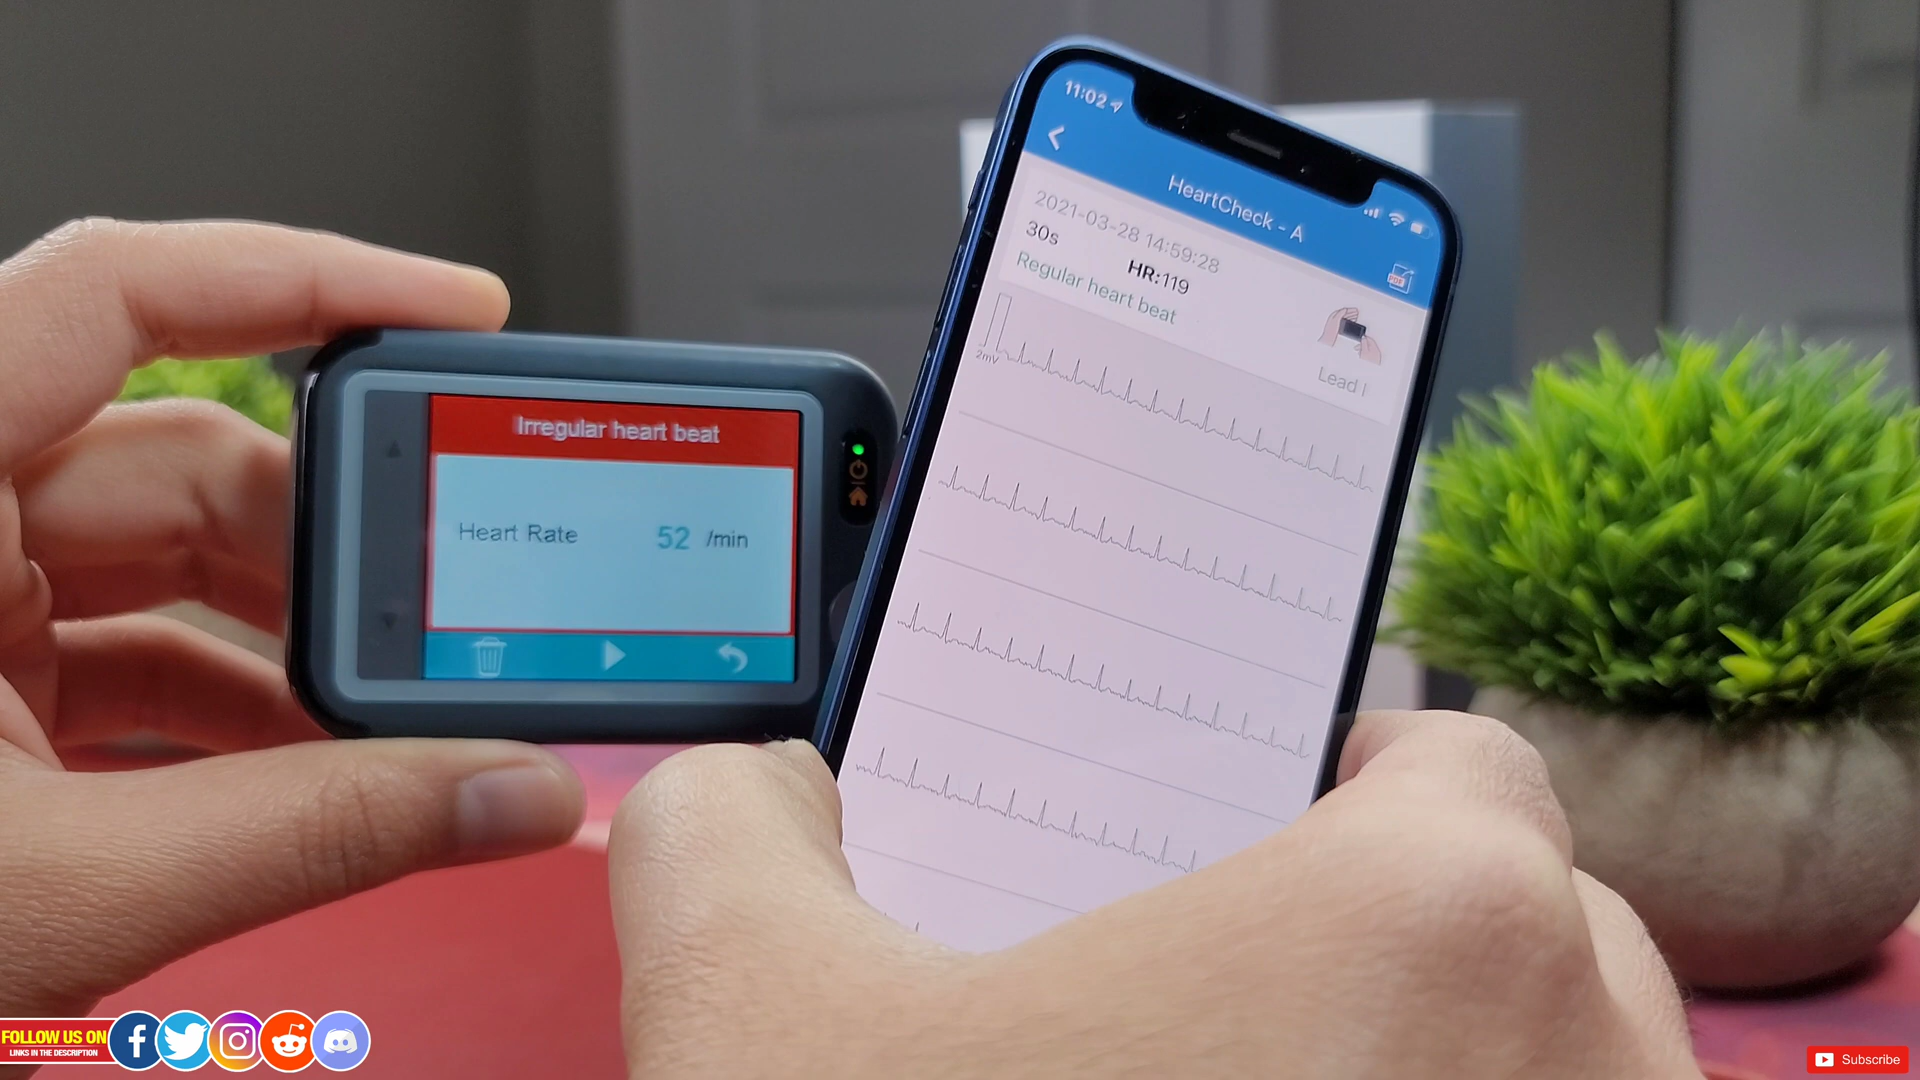 Irregular heart beat
Heart Rate 52 /min
11:02
HeartCheck - A
2021-03-28 14:59:28
30s
HR:119
Regular heart beat
PDF
Lead I
2mV
FOLLOW US ON
LINKS IN THE DESCRIPTION
Subscribe